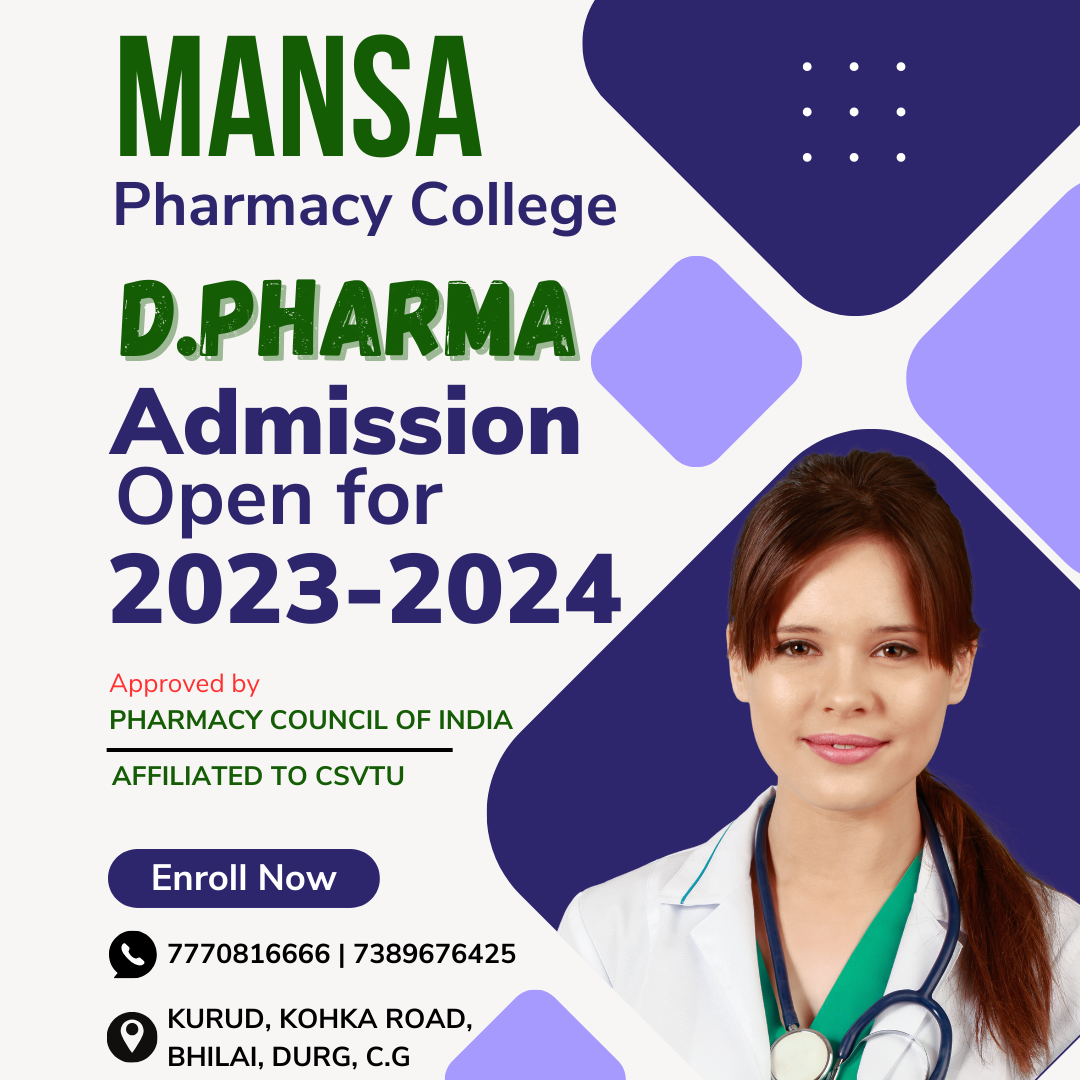 MANSA
Pharmacy College
D.PHARMA
Admission
Open for
2023-2024
Approved by
PHARMACY COUNCIL OF INDIA
AFFILIATED TO CSVTU
Enroll Now
7770816666 | 7389676425
KURUD, KOHKA ROAD,
BHILAI, DURG, C.G